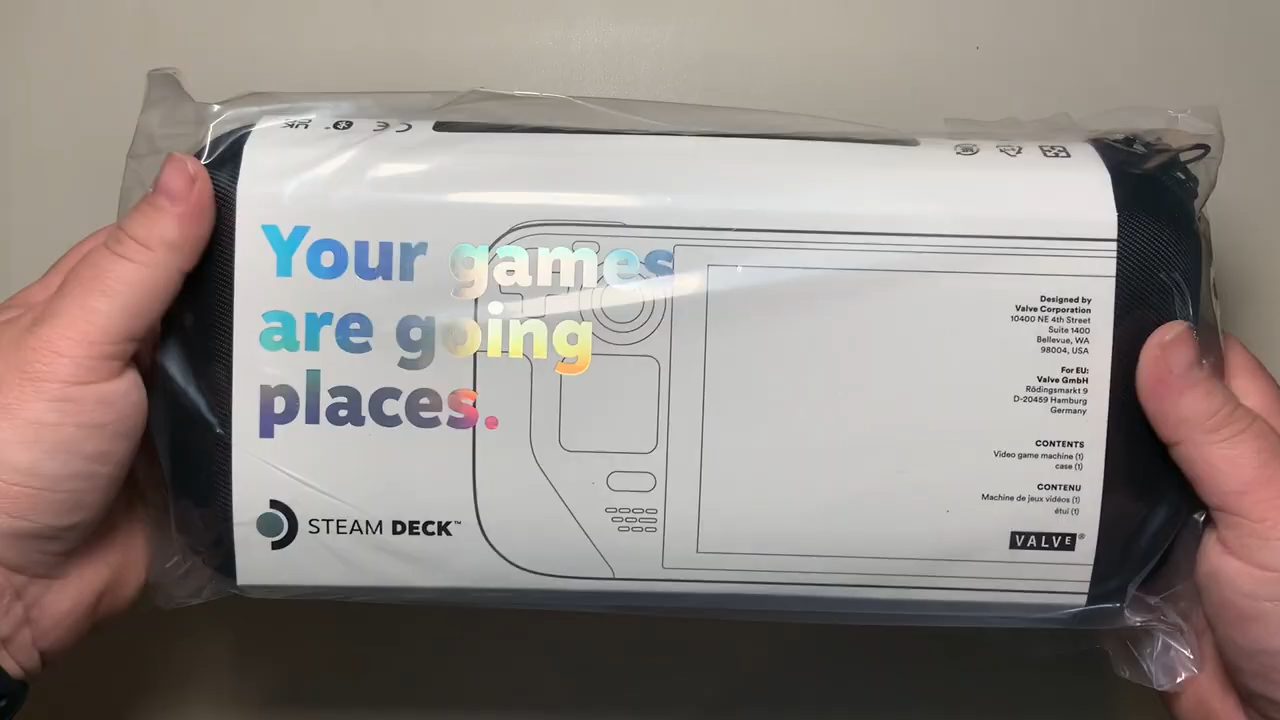 Your games
are going
places.
STEAM DECK™
Designed by
Valve Corporation
10400 NE 4th Street
Suite 1400
Bellevue, WA
98004, USA
For EU:
Valve GmbH
Rödingsmarkt 9
D-20459 Hamburg
Germany
CONTENTS
Video game machine (1)
case (1)
CONTENU
Machine de jeux vidéos (1)
étui (1)
VALVE®